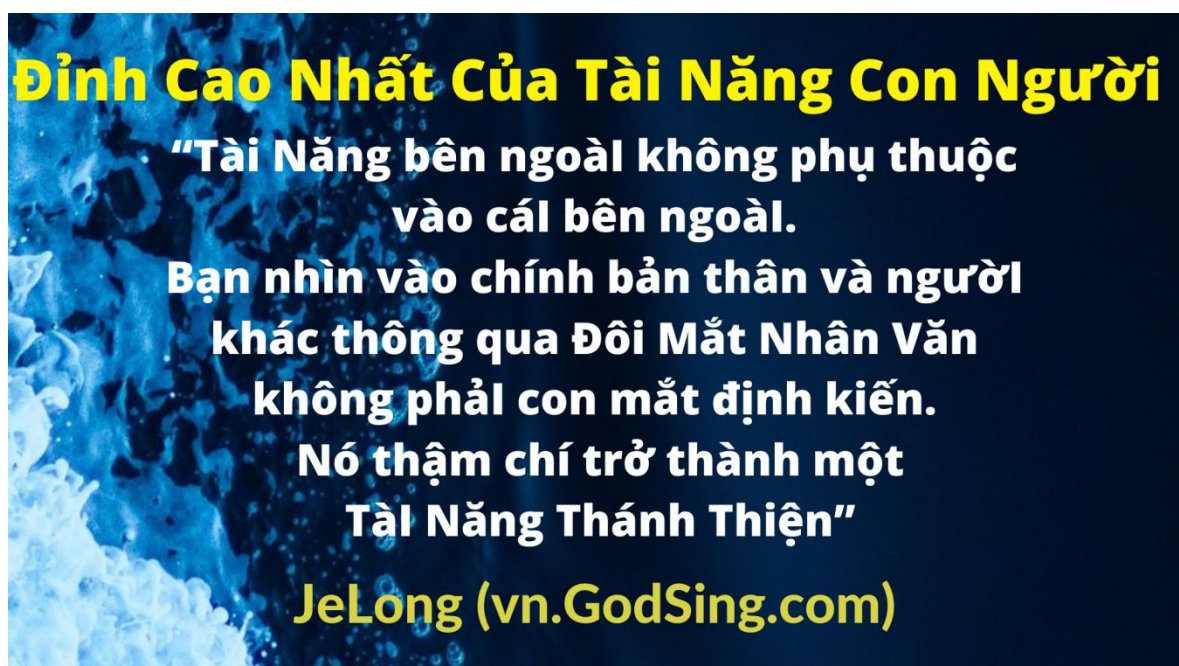 Đỉnh Cao Nhất Của Tài Năng Con Người
“Tài Năng bên ngoàI không phụ thuộc
vào cáI bên ngoàI.
Bạn nhìn vào chính bản thân và ngườI
khác thông qua Đôi Mắt Nhân Văn
không phảI con mắt định kiến.
Nó thậm chí trở thành một
TàI Năng Thánh Thiện”
JeLong (vn.GodSing.com)